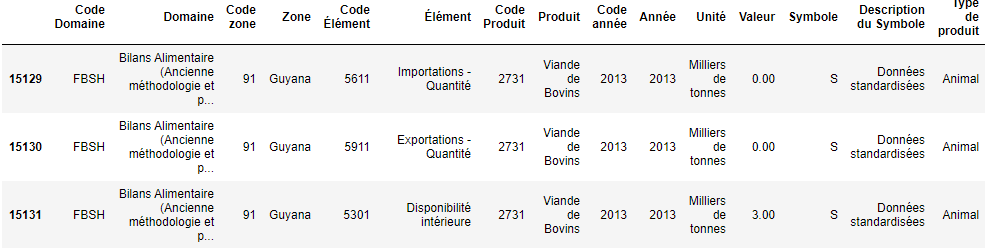 Code Domaine Domaine Code zone Zone Code Élément Élément Code Produit Produit Code année Année Unité Valeur Symbole Description du Symbole Type de produit
15129 FBSH Bilans Alimentaire (Ancienne méthodologie et p... 91 Guyana 5611 Importations - Quantité 2731 Viande de Bovins 2013 2013 Milliers de tonnes 0.00 S Données standardisées Animal
15130 FBSH Bilans Alimentaire (Ancienne méthodologie et p... 91 Guyana 5911 Exportations - Quantité 2731 Viande de Bovins 2013 2013 Milliers de tonnes 0.00 S Données standardisées Animal
15131 FBSH Bilans Alimentaire (Ancienne méthodologie et p... 91 Guyana 5301 Disponibilité intérieure 2731 Viande de Bovins 2013 2013 Milliers de tonnes 3.00 S Données standardisées Animal